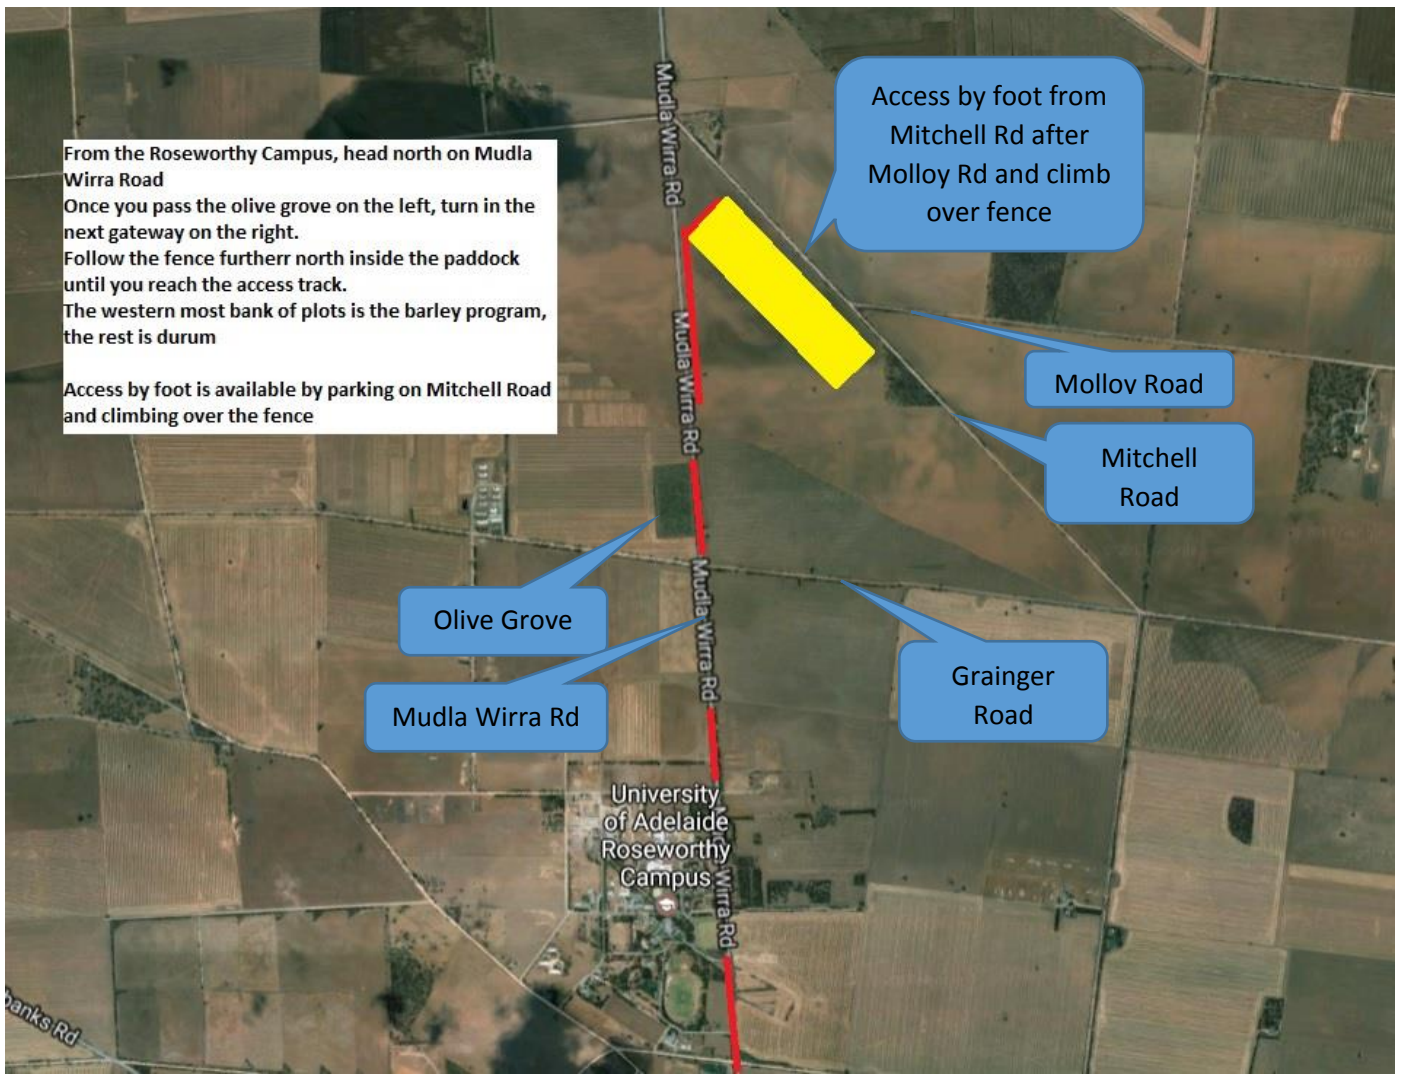 Mudla Wirra Rd
Access by foot from
Mitchell Rd after
Molloy Rd and climb
over fence
From the Roseworthy Campus, head north on Mudla
Wirra Road
Once you pass the olive grove on the left, turn in the
next gateway on the right.
Follow the fence furtherr north inside the paddock
until you reach the access track.
The western most bank of plots is the barley program,
the rest is durum
Access by foot is available by parking on Mitchell Road
and climbing over the fence
Mudla Wirra Rd
Molloy Road
Mitchell
Road
Olive Grove
Mudla Wirra Rd
Grainger
Road
Mudla Wirra Rd
University
of Adelaide
Roseworthy
Campus
Mudla Wirra Rd
banks Rd